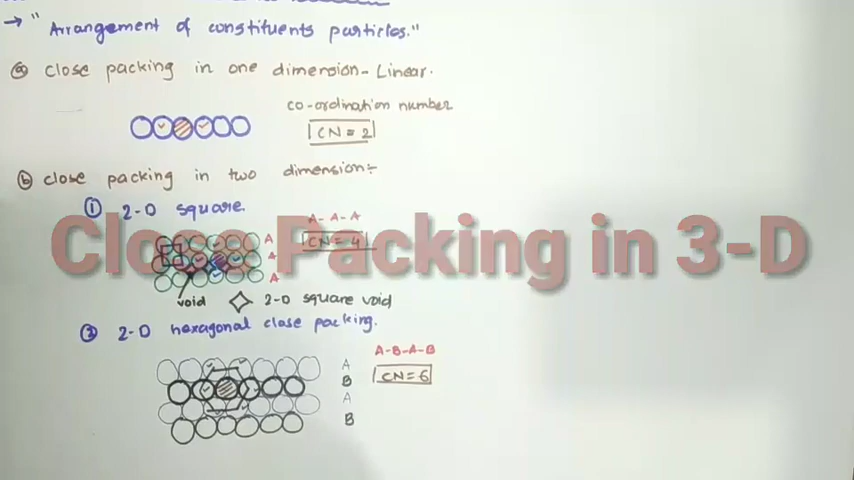 → "Arrangement of constituents particles."
ⓐ close packing in one dimension - Linear.
co-ordination number
CN = 2
ⓑ close packing in two dimension :-
① 2-D square.
A - A - A
A
CN = 4
A
A
Close Packing in 3-D
void
2-D square void
② 2-D hexagonal close packing.
A-B-A-B
A
B
CN = 6
A
B